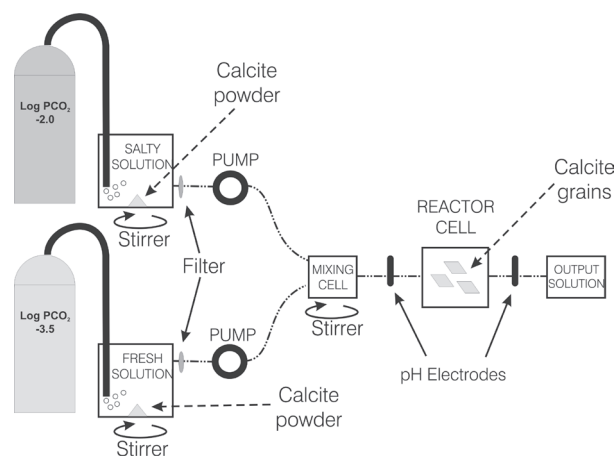 Log PCO₂
-2.0
Calcite
powder
SALTY
SOLUTION
PUMP
Stirrer
Filter
Calcite
grains
REACTOR
CELL
MIXING
CELL
OUTPUT
SOLUTION
Stirrer
pH Electrodes
Log PCO₂
-3.5
PUMP
FRESH
SOLUTION
Calcite
powder
Stirrer